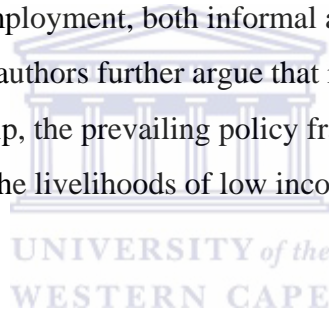 mployment, both informal a
authors further argue that i
p, the prevailing policy fr
he livelihoods of low inco
UNIVERSITY of the
WESTERN CAPE